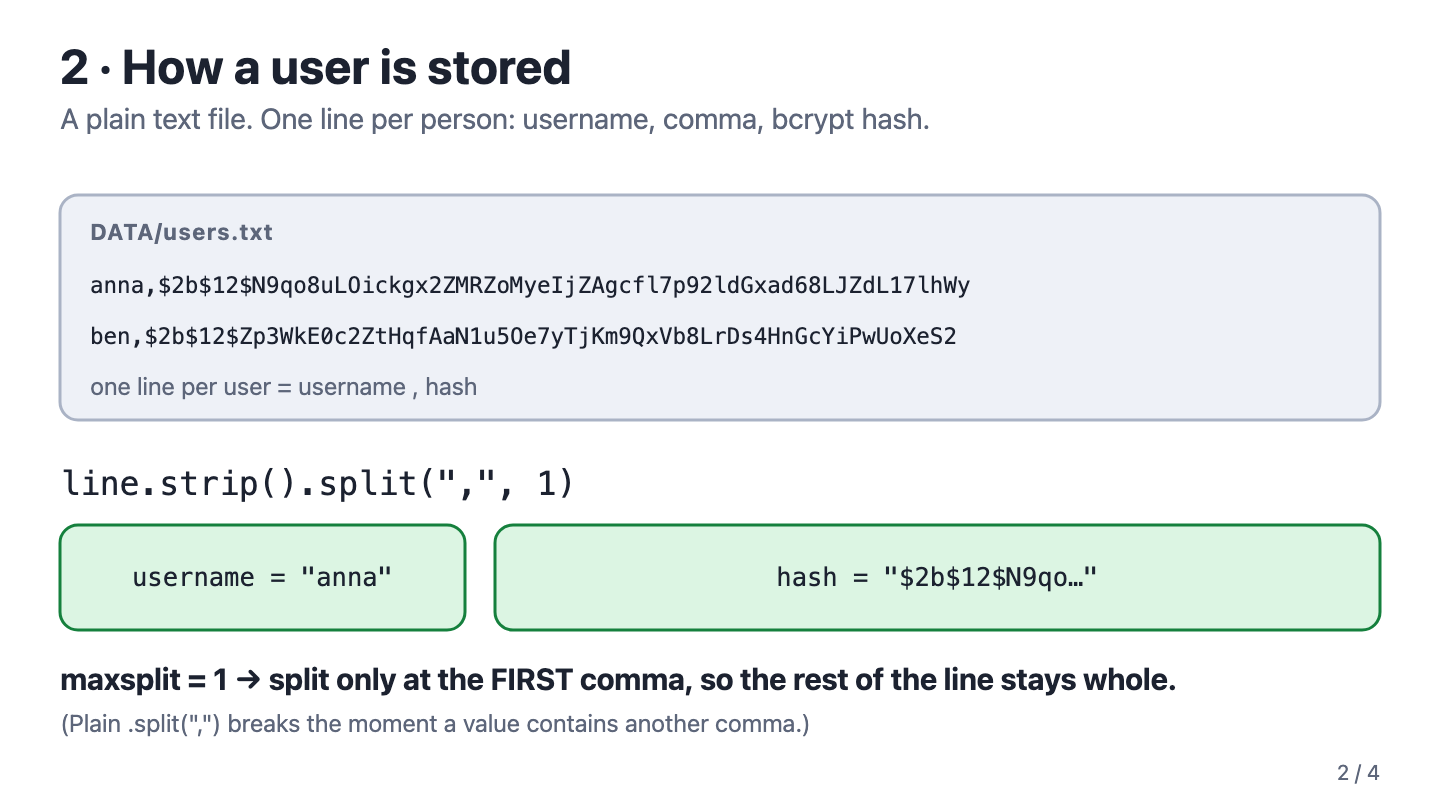 2 · How a user is stored
A plain text file. One line per person: username, comma, bcrypt hash.
DATA/users.txt
anna,$2b$12$N9qo8uLOickgx2ZMRZoMyeIjZAgcfl7p92ldGxad68LJZdL17lhWy
ben,$2b$12$Zp3WkE0c2ZtHqfAaN1u5Oe7yTjKm9QxVb8LrDs4HnGcYiPwUoXeS2
one line per user = username , hash
line.strip().split(",", 1)
username = "anna"
hash = "$2b$12$N9qo…"
maxsplit = 1 → split only at the FIRST comma, so the rest of the line stays whole.
(Plain .split(",") breaks the moment a value contains another comma.)
2 / 4